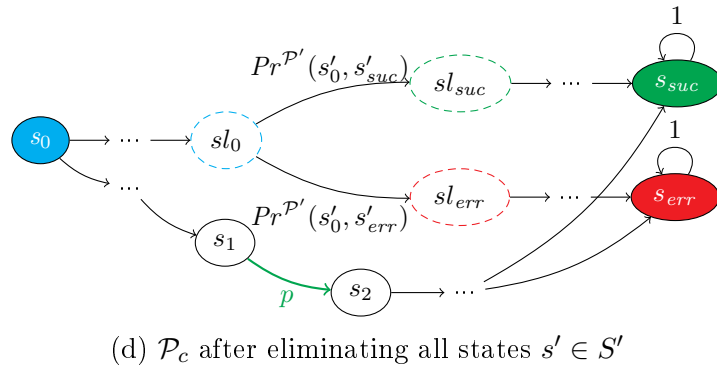 1
Pr^{𝒫′}(s′_0, s′_{suc})
sl_{suc}
...
s_{suc}
s_0
...
sl_0
1
...
Pr^{𝒫′}(s′_0, s′_{err})
sl_{err}
...
s_{err}
s_1
p
s_2
...
(d) 𝒫_c after eliminating all states s′ ∈ S′